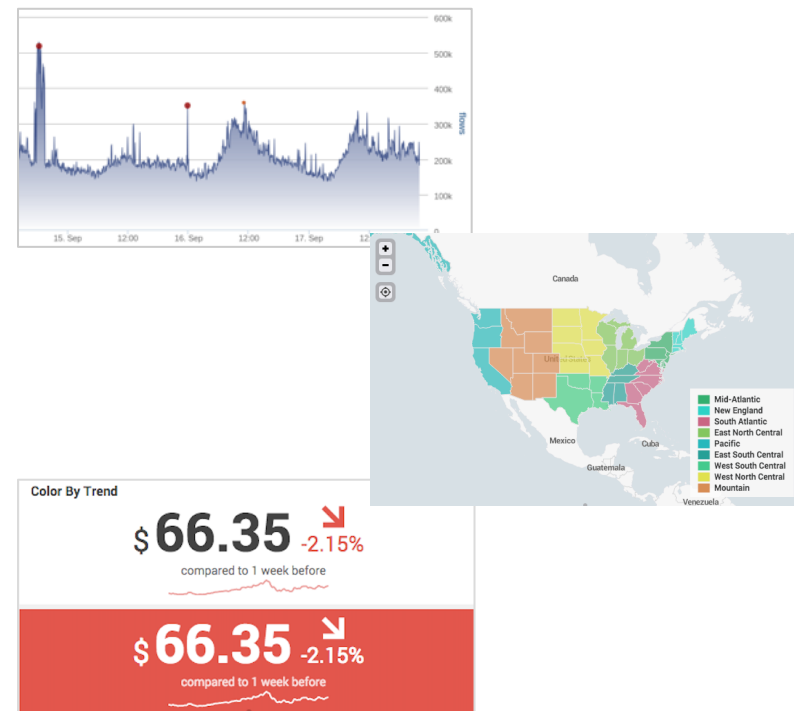 600k
500k
400k
300k
200k
100k
0
flows
15. Sep
12:00
16. Sep
12:00
17. Sep
12
+
−
Canada
United States
Mexico
Cuba
Guatemala
Venezuela
Mid-Atlantic
New England
South Atlantic
East North Central
Pacific
East South Central
West South Central
West North Central
Mountain
Color By Trend
$ 66.35
-2.15%
compared to 1 week before
$ 66.35
-2.15%
compared to 1 week before